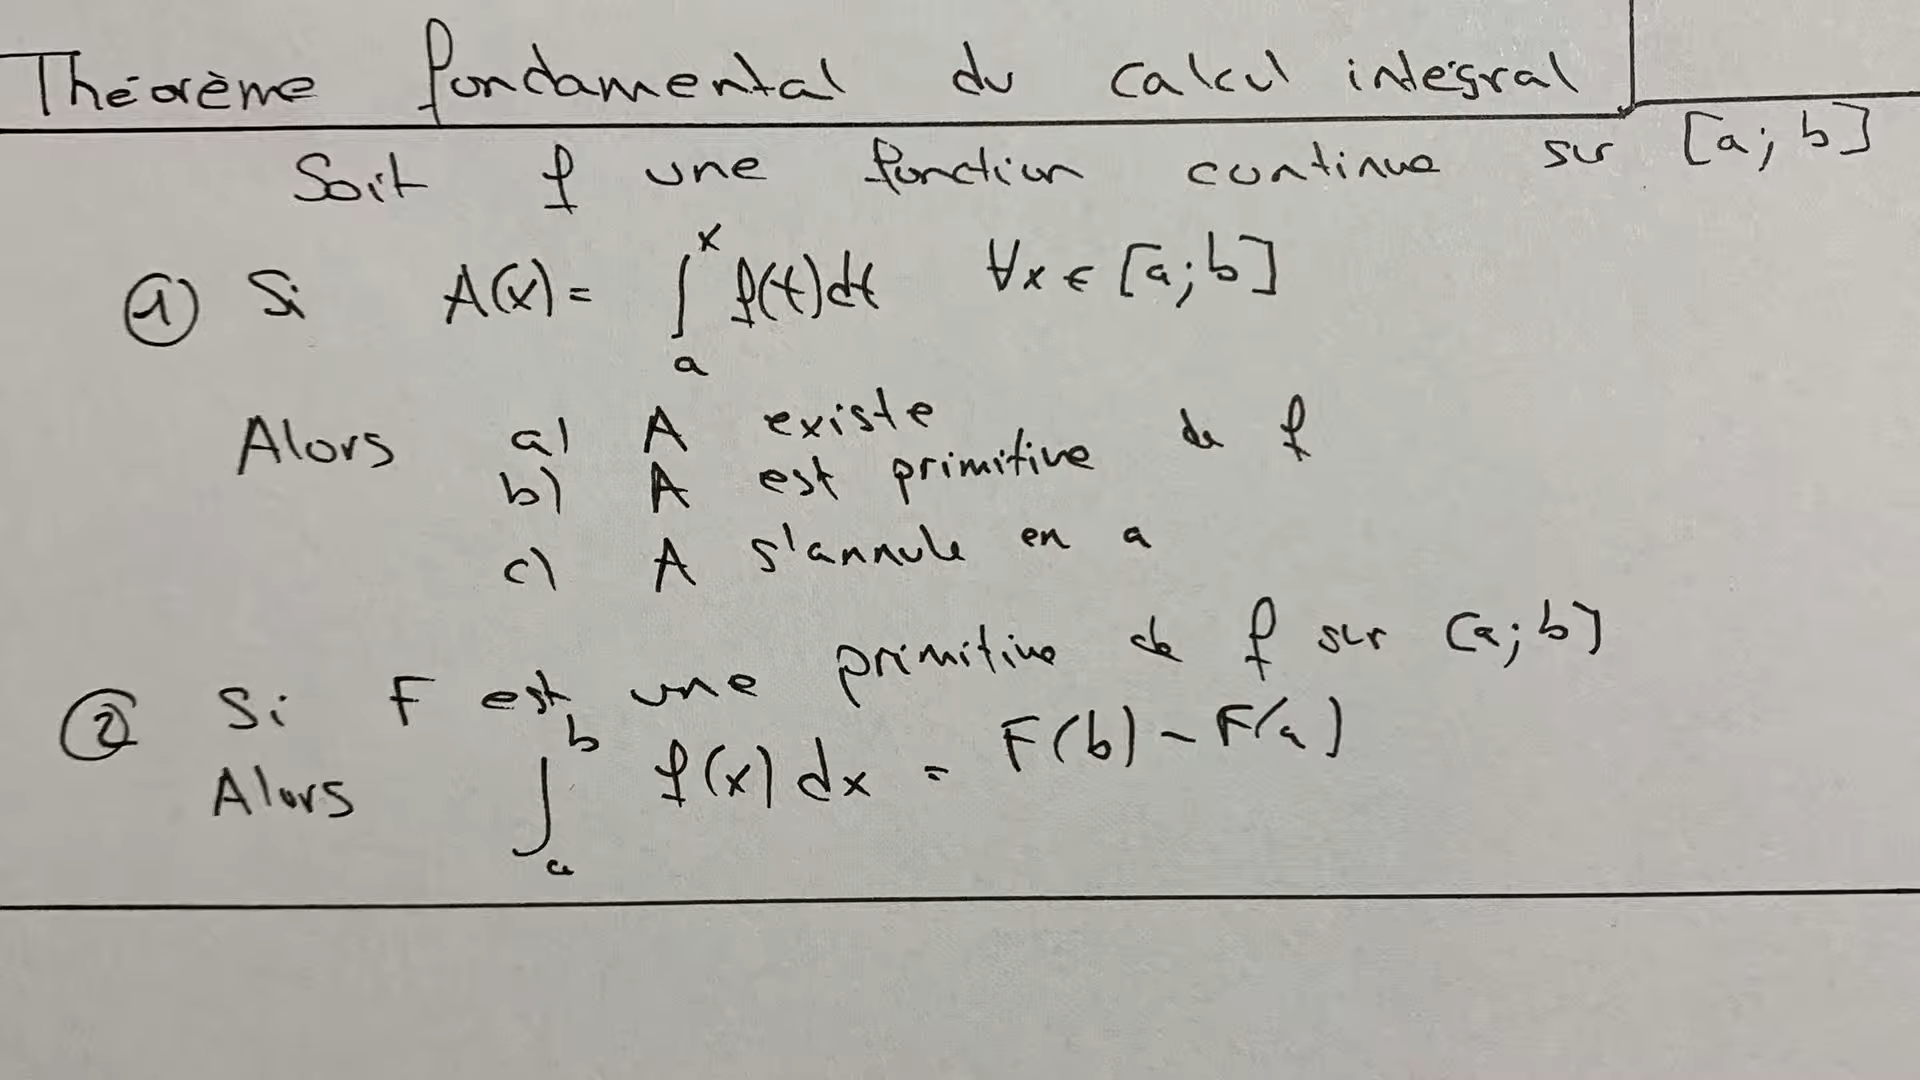 Théorème fondamental du calcul intégral
Soit f une fonction continue sur [a; b]
① Si A(x) = ∫ₐˣ f(t)dt ∀x ∈ [a; b]
Alors a) A existe
b) A est primitive de f
c) A s'annule en a
② Si F est une primitive de f sur [a; b]
Alors ∫ₐᵇ f(x) dx = F(b) - F(a)